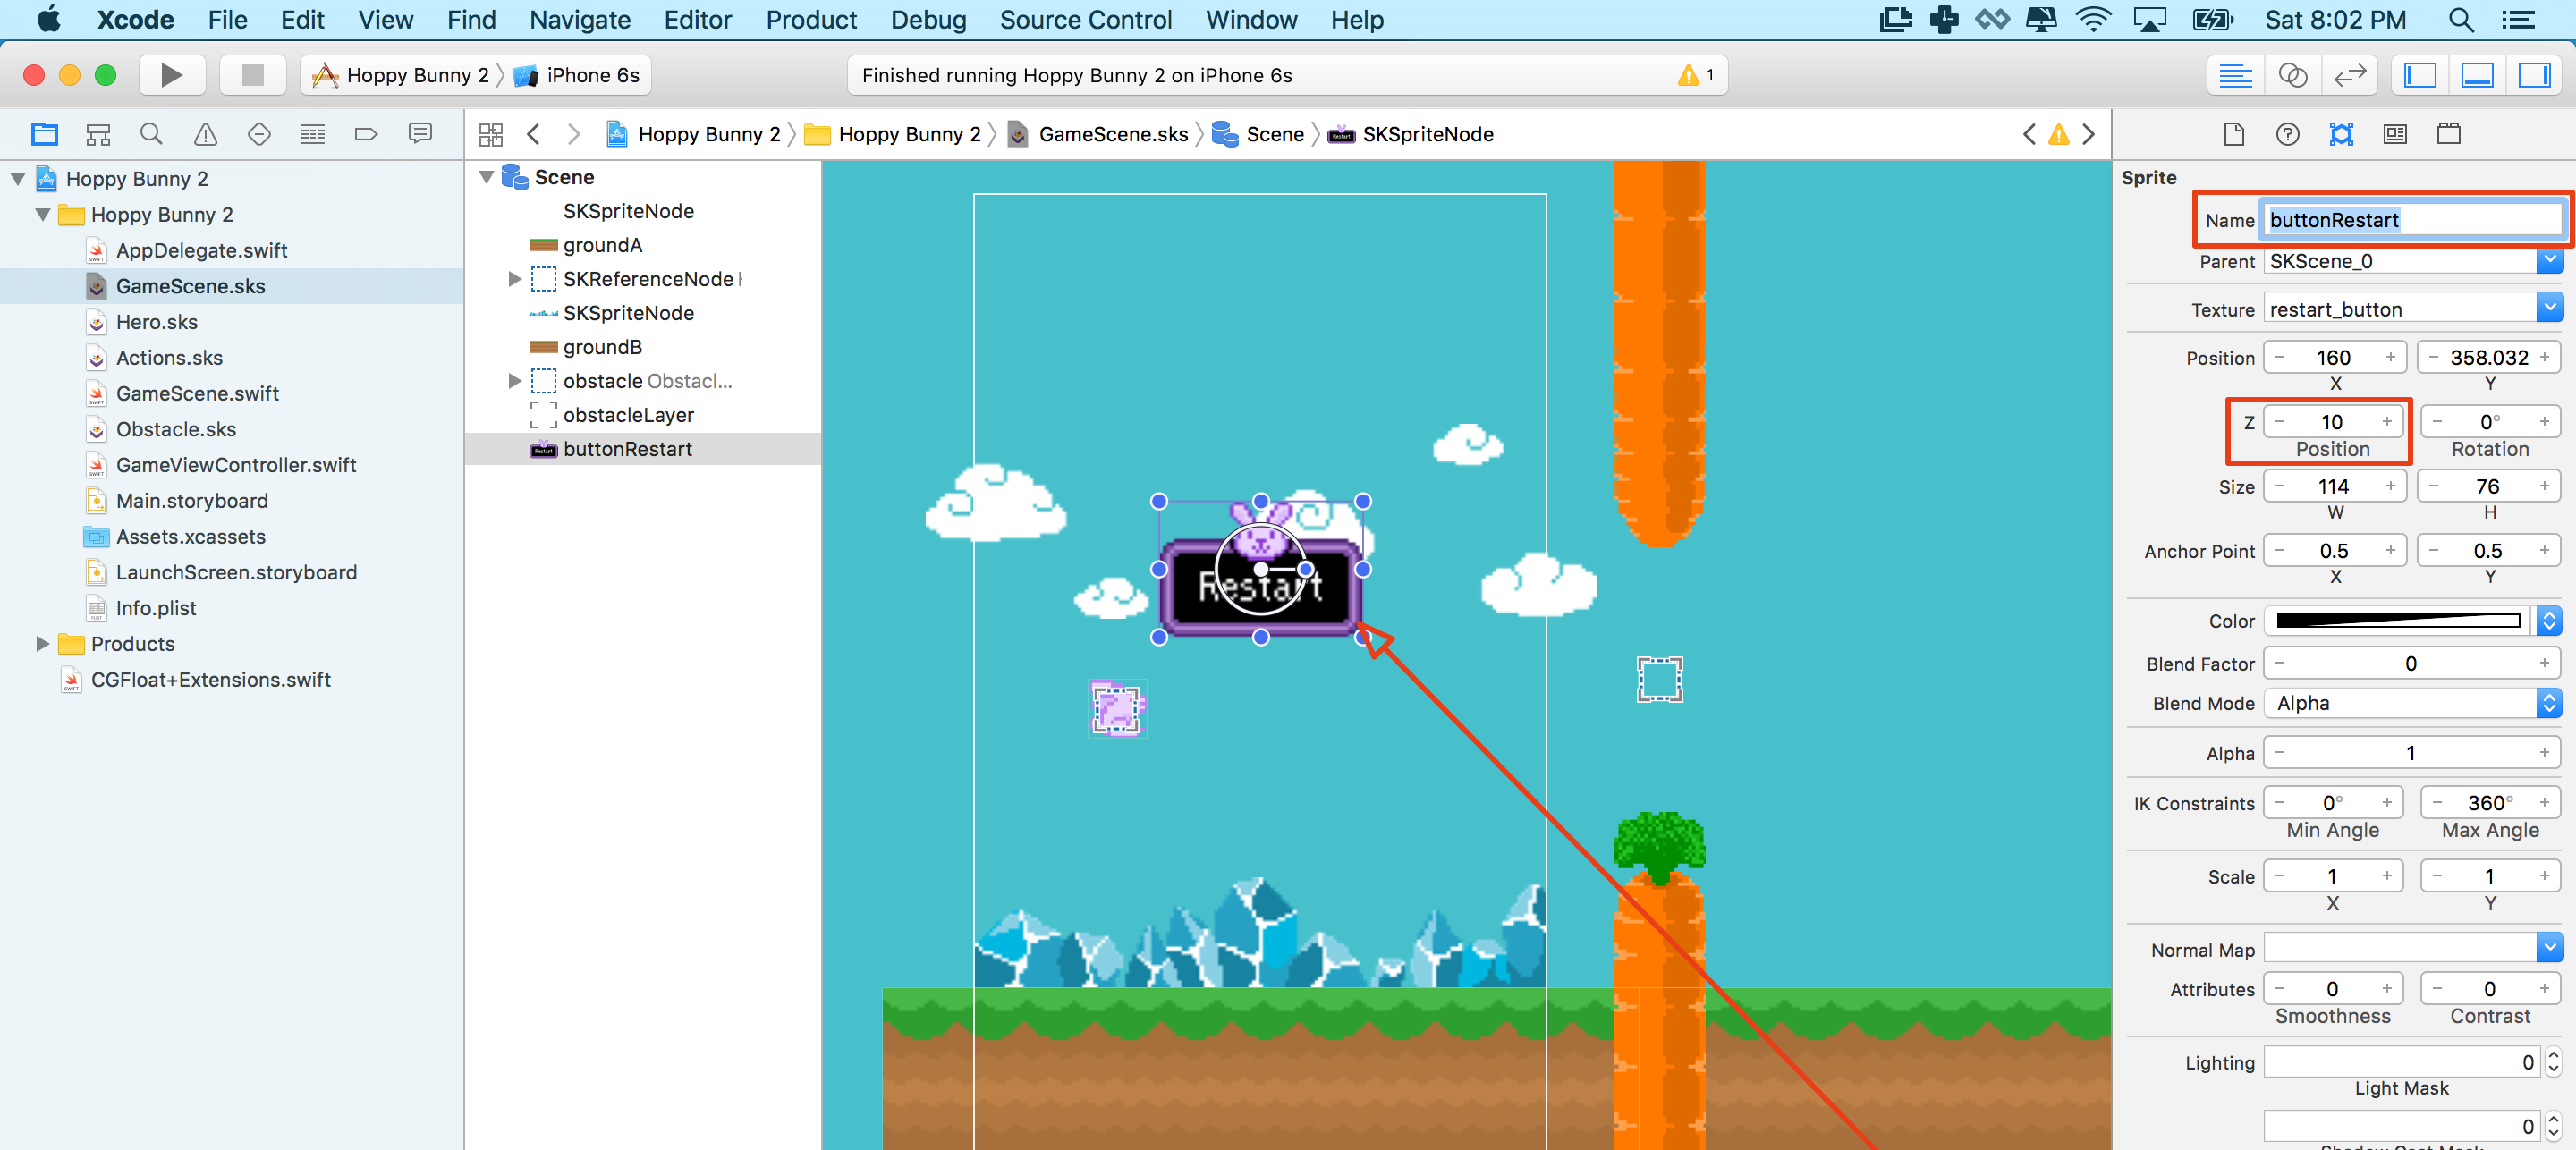 Xcode File Edit View Find Navigate Editor Product Debug Source Control Window Help Sat 8:02 PM
Hoppy Bunny 2 iPhone 6s Finished running Hoppy Bunny 2 on iPhone 6s 1
Hoppy Bunny 2 Hoppy Bunny 2 GameScene.sks Scene SKSpriteNode
Hoppy Bunny 2
Hoppy Bunny 2
AppDelegate.swift
GameScene.sks
Hero.sks
Actions.sks
GameScene.swift
Obstacle.sks
GameViewController.swift
Main.storyboard
Assets.xcassets
LaunchScreen.storyboard
Info.plist
Products
CGFloat+Extensions.swift
Scene
SKSpriteNode
groundA
SKReferenceNode
SKSpriteNode
groundB
obstacle Obstacl...
obstacleLayer
buttonRestart
Restart
Sprite
Name buttonRestart
Parent SKScene_0
Texture restart_button
Position 160 358.032
X Y
Z 10 0°
Position Rotation
Size 114 76
W H
Anchor Point 0.5 0.5
X Y
Color
Blend Factor 0
Blend Mode Alpha
Alpha 1
IK Constraints 0° 360°
Min Angle Max Angle
Scale 1 1
X Y
Normal Map
Attributes 0 0
Smoothness Contrast
Lighting 0
Light Mask
0